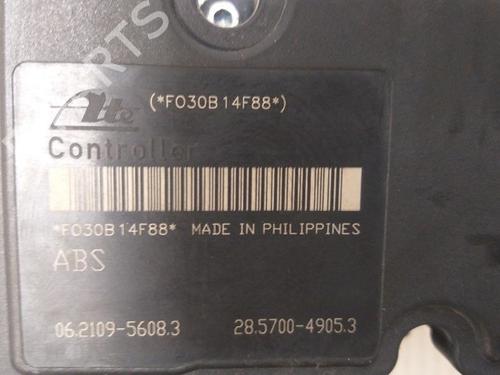 Ate
(*F030B14F88*)
Controller
*F030B14F88* MADE IN PHILIPPINES
ABS
06.2109-5608.3 28.5700-4905.3